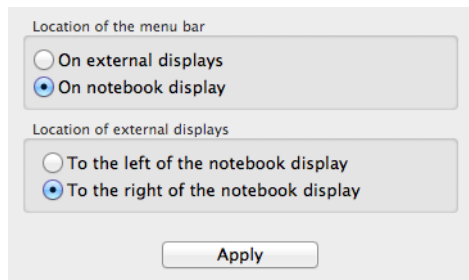 Location of the menu bar
On external displays
On notebook display
Location of external displays
To the left of the notebook display
To the right of the notebook display
Apply